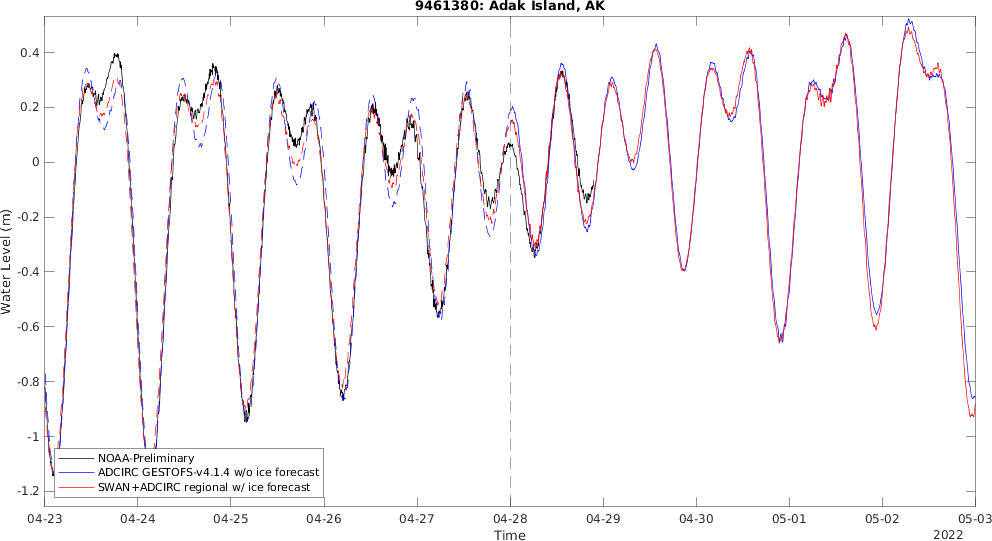 9461380: Adak Island, AK
Water Level (m)
0.4
0.2
0
-0.2
-0.4
-0.6
-0.8
-1
-1.2
NOAA-Preliminary
ADCIRC GESTOFS-v4.1.4 w/o ice forecast
SWAN+ADCIRC regional w/ ice forecast
04-23 04-24 04-25 04-26 04-27 04-28 04-29 04-30 05-01 05-02 05-03
Time
2022